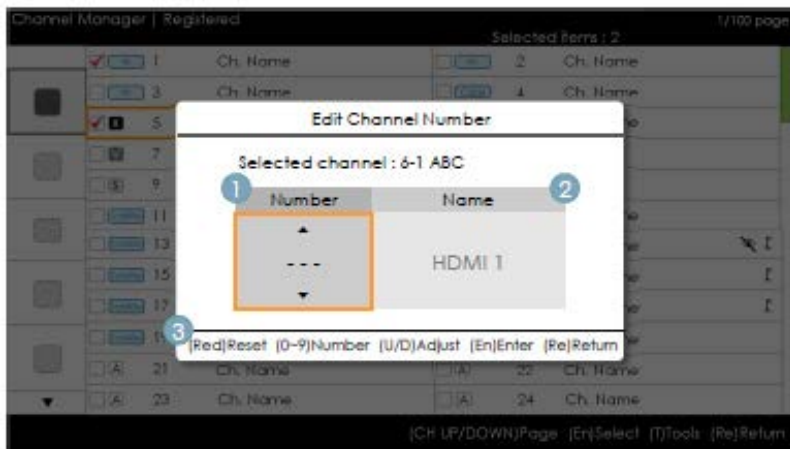 Channel Manager | Registered
1/100 page
Selected items : 2
1 Ch. Name 2 Ch. Name
3 Ch. Name 4 Ch. Name
5
Edit Channel Number
7
Selected channel : 6-1 ABC
9
1 2
Number Name
11
13
- - -
HDMI 1
15
17
3
(Red)Reset (0~9)Number (U/D)Adjust (En)Enter (Re)Return
A 21 Ch. Name A 22 Ch. Name
A 23 Ch. Name A 24 Ch. Name
(CH UP/DOWN)Page (En)Select (T)Tools (Re)Return